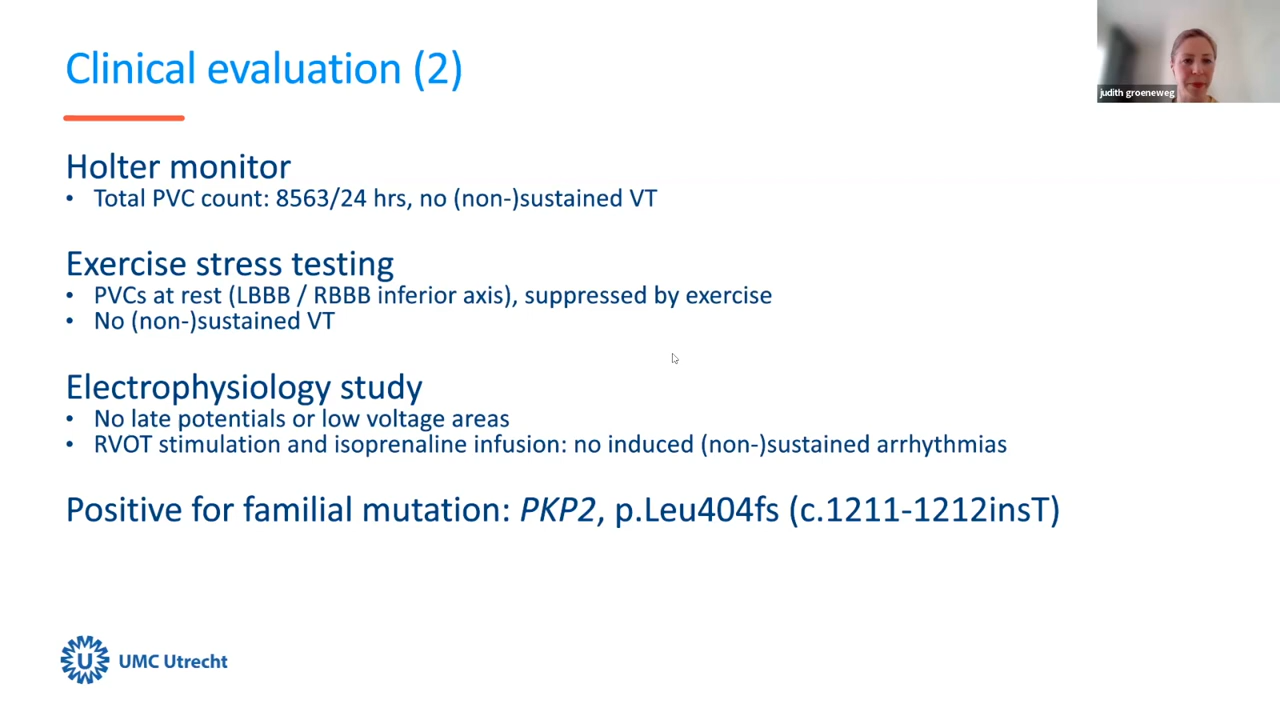 Clinical evaluation (2)
judith groeneweg
Holter monitor
• Total PVC count: 8563/24 hrs, no (non-)sustained VT
Exercise stress testing
• PVCs at rest (LBBB / RBBB inferior axis), suppressed by exercise
• No (non-)sustained VT
Electrophysiology study
• No late potentials or low voltage areas
• RVOT stimulation and isoprenaline infusion: no induced (non-)sustained arrhythmias
Positive for familial mutation: PKP2, p.Leu404fs (c.1211-1212insT)
U UMC Utrecht